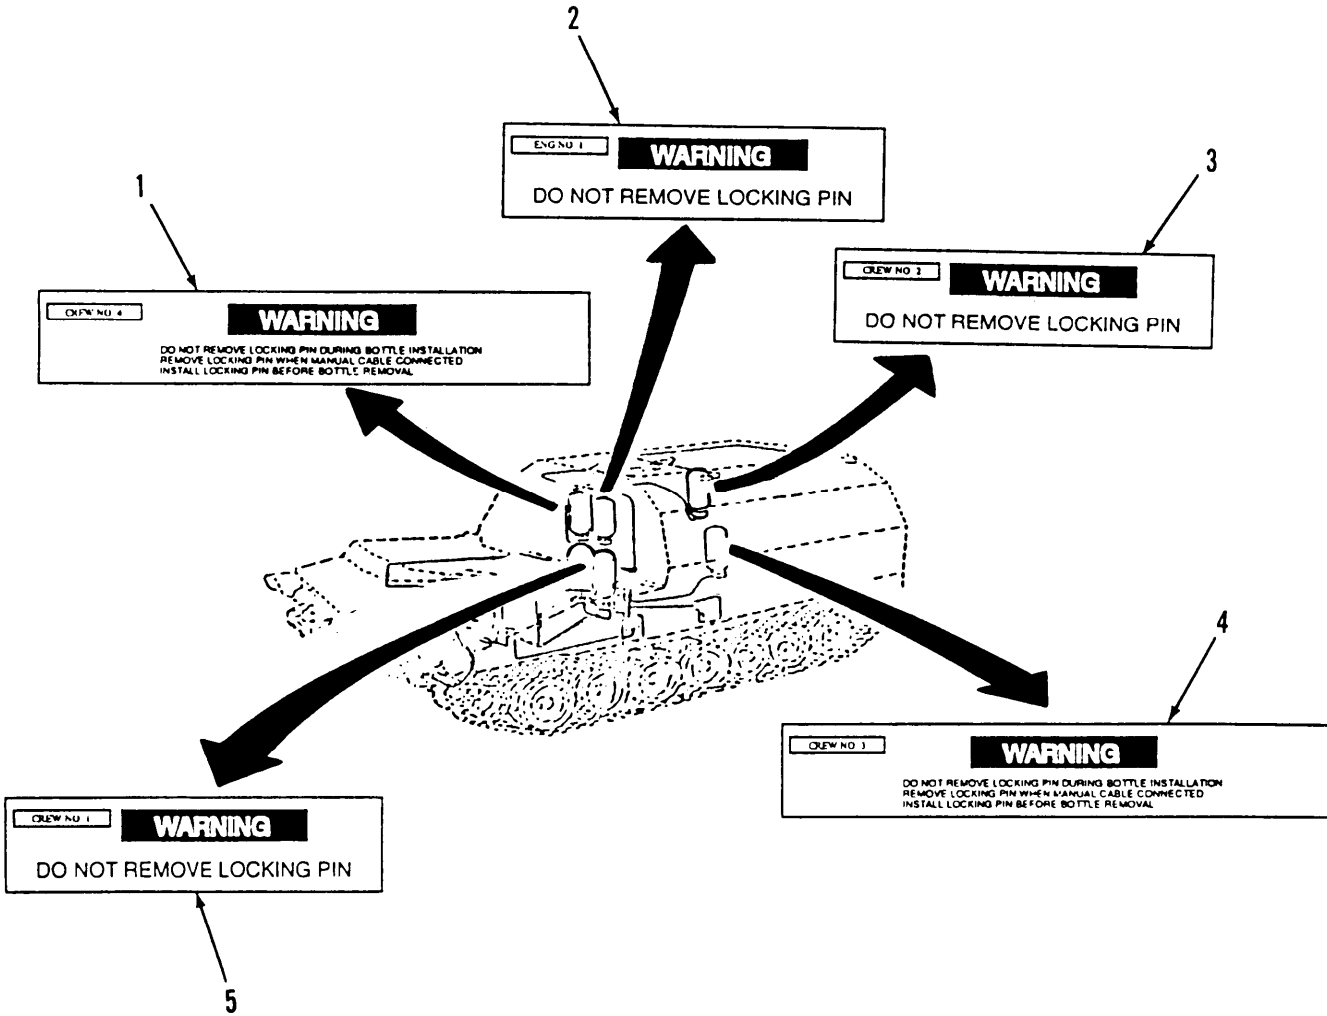 2
ENG NO. 1
WARNING
DO NOT REMOVE LOCKING PIN
3
CREW NO. 2
WARNING
DO NOT REMOVE LOCKING PIN
1
CREW NO. 4
WARNING
DO NOT REMOVE LOCKING PIN DURING BOTTLE INSTALLATION
REMOVE LOCKING PIN WHEN MANUAL CABLE CONNECTED
INSTALL LOCKING PIN BEFORE BOTTLE REMOVAL
4
CREW NO. 3
WARNING
DO NOT REMOVE LOCKING PIN DURING BOTTLE INSTALLATION
REMOVE LOCKING PIN WHEN MANUAL CABLE CONNECTED
INSTALL LOCKING PIN BEFORE BOTTLE REMOVAL
CREW NO. 1
WARNING
DO NOT REMOVE LOCKING PIN
5